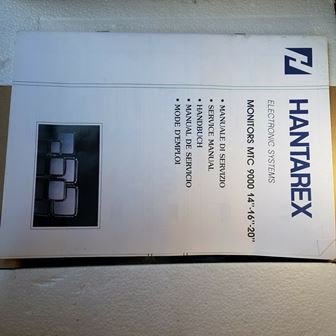 HANTAREX
ELECTRONIC SYSTEMS
MONITORS MTC 9000 14"-16"-20"
• MANUALE DI SERVIZIO
• SERVICE MANUAL
• HANDBUCH
• MANUAL DE SERVICIO
• MODE D'EMPLOI